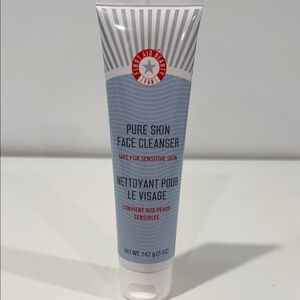 FIRST AID BEAUTY
FAB
PURE SKIN
FACE CLEANSER
SAFE FOR SENSITIVE SKIN
NETTOYANT POUR
LE VISAGE
CONVIENT AUX PEAUX
SENSIBLES
NET WT. 142 g (5 OZ)